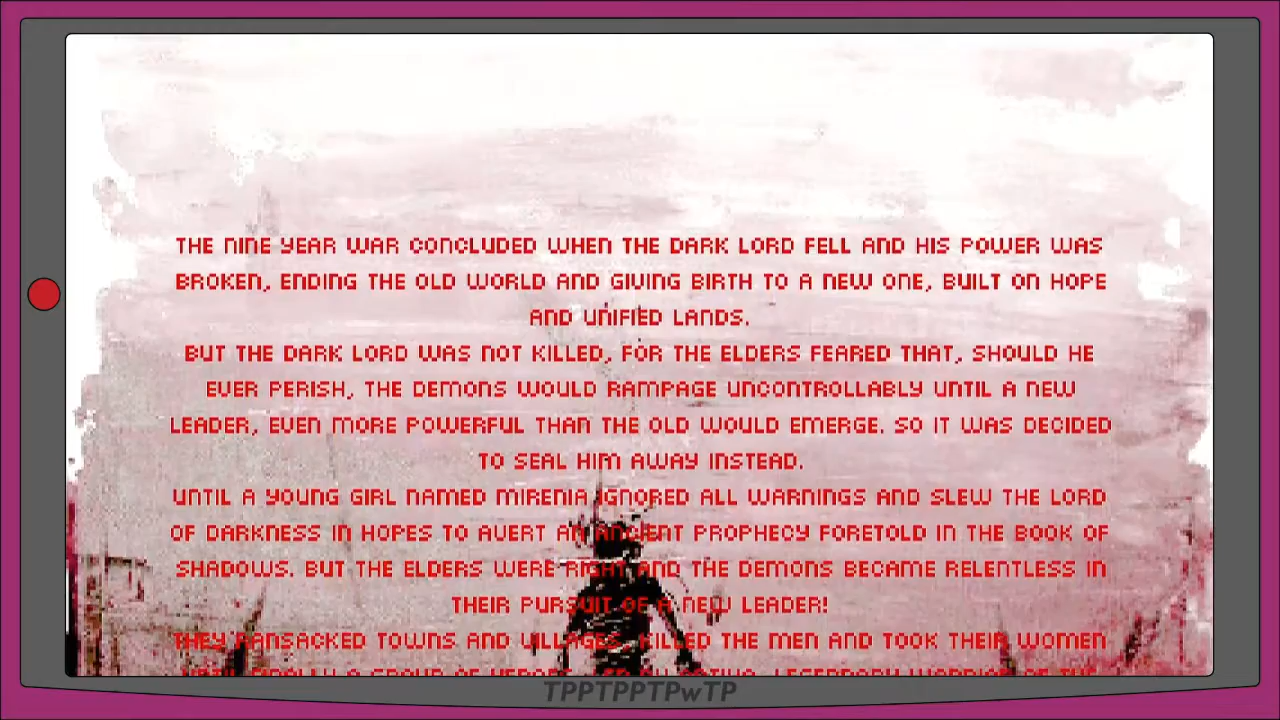 THE NINE YEAR WAR CONCLUDED WHEN THE DARK LORD FELL AND HIS POWER WAS
BROKEN, ENDING THE OLD WORLD AND GIVING BIRTH TO A NEW ONE, BUILT ON HOPE
AND UNIFIED LANDS.
BUT THE DARK LORD WAS NOT KILLED, FOR THE ELDERS FEARED THAT, SHOULD HE
EVER PERISH, THE DEMONS WOULD RAMPAGE UNCONTROLLABLY UNTIL A NEW
LEADER, EVEN MORE POWERFUL THAN THE OLD WOULD EMERGE. SO IT WAS DECIDED
TO SEAL HIM AWAY INSTEAD.
UNTIL A YOUNG GIRL NAMED MIRENIA IGNORED ALL WARNINGS AND SLEW THE LORD
OF DARKNESS IN HOPES TO AVERT AN ANCIENT PROPHECY FORETOLD IN THE BOOK OF
SHADOWS. BUT THE ELDERS WERE RIGHT AND THE DEMONS BECAME RELENTLESS IN
THEIR PURSUIT OF A NEW LEADER!
THEY RANSACKED TOWNS AND VILLAGES, KILLED THE MEN AND TOOK THEIR WOMEN
TPPTPPTPwTP